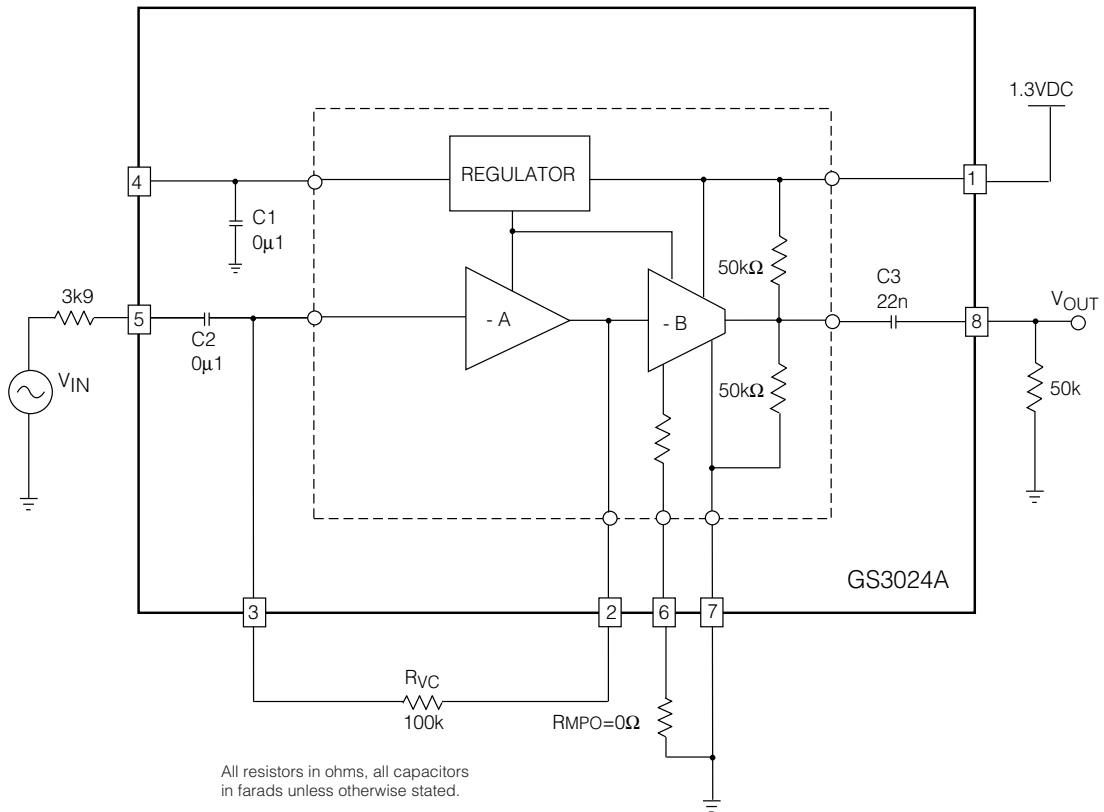 1.3VDC
REGULATOR
4
1
C1
0µ1
50kΩ
C3
22n
3k9
5
- A
- B
8
VOUT
C2
0µ1
VIN
50kΩ
50k
GS3024A
3
2
6
7
RVC
100k
RMPO=0Ω
All resistors in ohms, all capacitors
in farads unless otherwise stated.